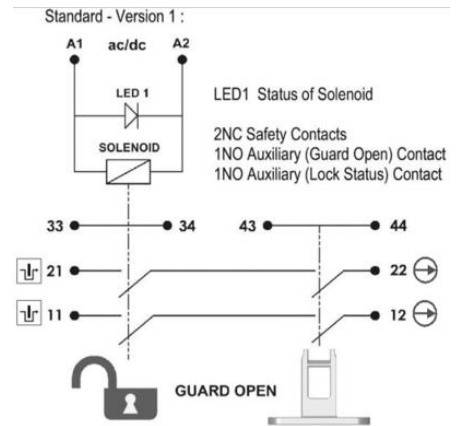 Standard - Version 1 :
A1 ac/dc A2
LED 1
LED1 Status of Solenoid
SOLENOID
2NC Safety Contacts
1NO Auxiliary (Guard Open) Contact
1NO Auxiliary (Lock Status) Contact
33 34 43 44
21 22
11 12
GUARD OPEN